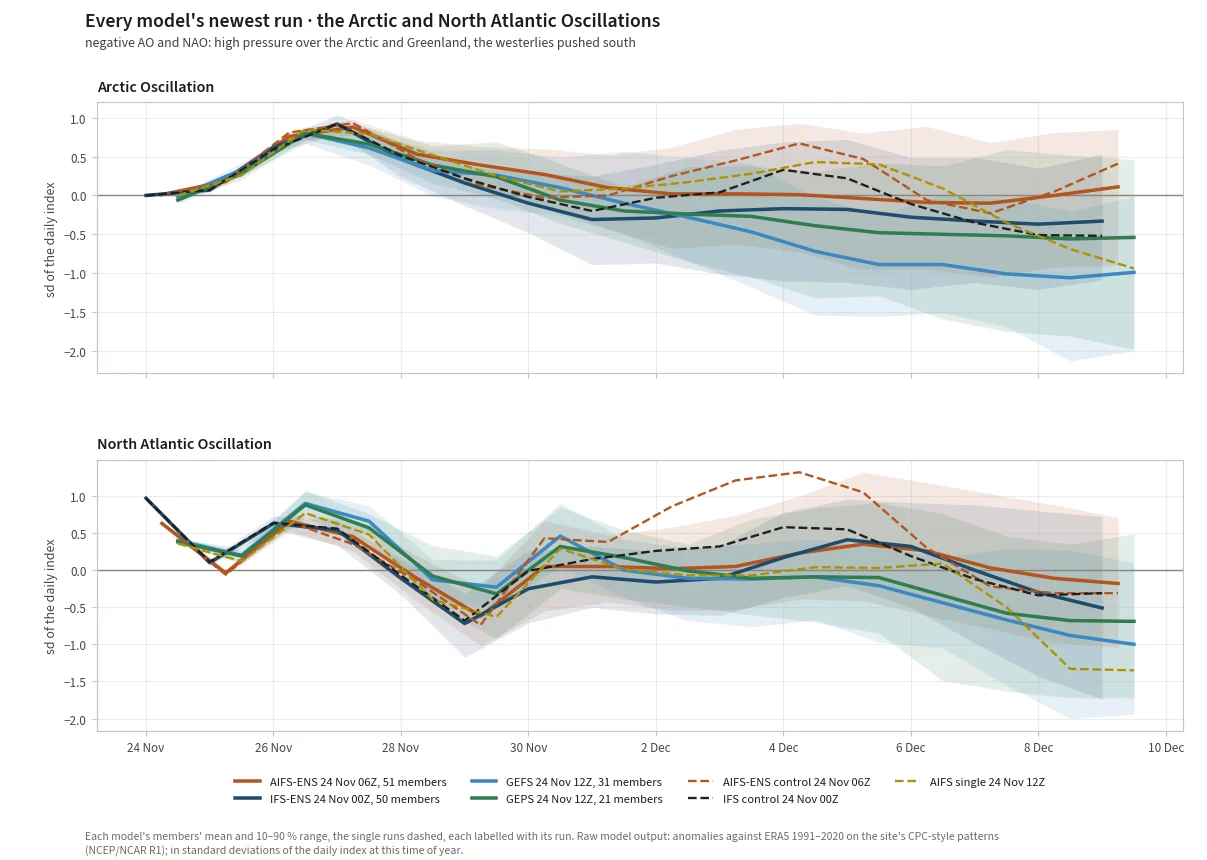 Every model's newest run · the Arctic and North Atlantic Oscillations
negative AO and NAO: high pressure over the Arctic and Greenland, the westerlies pushed south
Arctic Oscillation
sd of the daily index
1.0
0.5
0.0
−0.5
−1.0
−1.5
−2.0
North Atlantic Oscillation
sd of the daily index
1.0
0.5
0.0
−0.5
−1.0
−1.5
−2.0
24 Nov 26 Nov 28 Nov 30 Nov 2 Dec 4 Dec 6 Dec 8 Dec 10 Dec
AIFS-ENS 24 Nov 06Z, 51 members GEFS 24 Nov 12Z, 31 members AIFS-ENS control 24 Nov 06Z AIFS single 24 Nov 12Z
IFS-ENS 24 Nov 00Z, 50 members GEPS 24 Nov 12Z, 21 members IFS control 24 Nov 00Z
Each model's members' mean and 10–90 % range, the single runs dashed, each labelled with its run. Raw model output: anomalies against ERA5 1991–2020 on the site's CPC-style patterns
(NCEP/NCAR R1); in standard deviations of the daily index at this time of year.